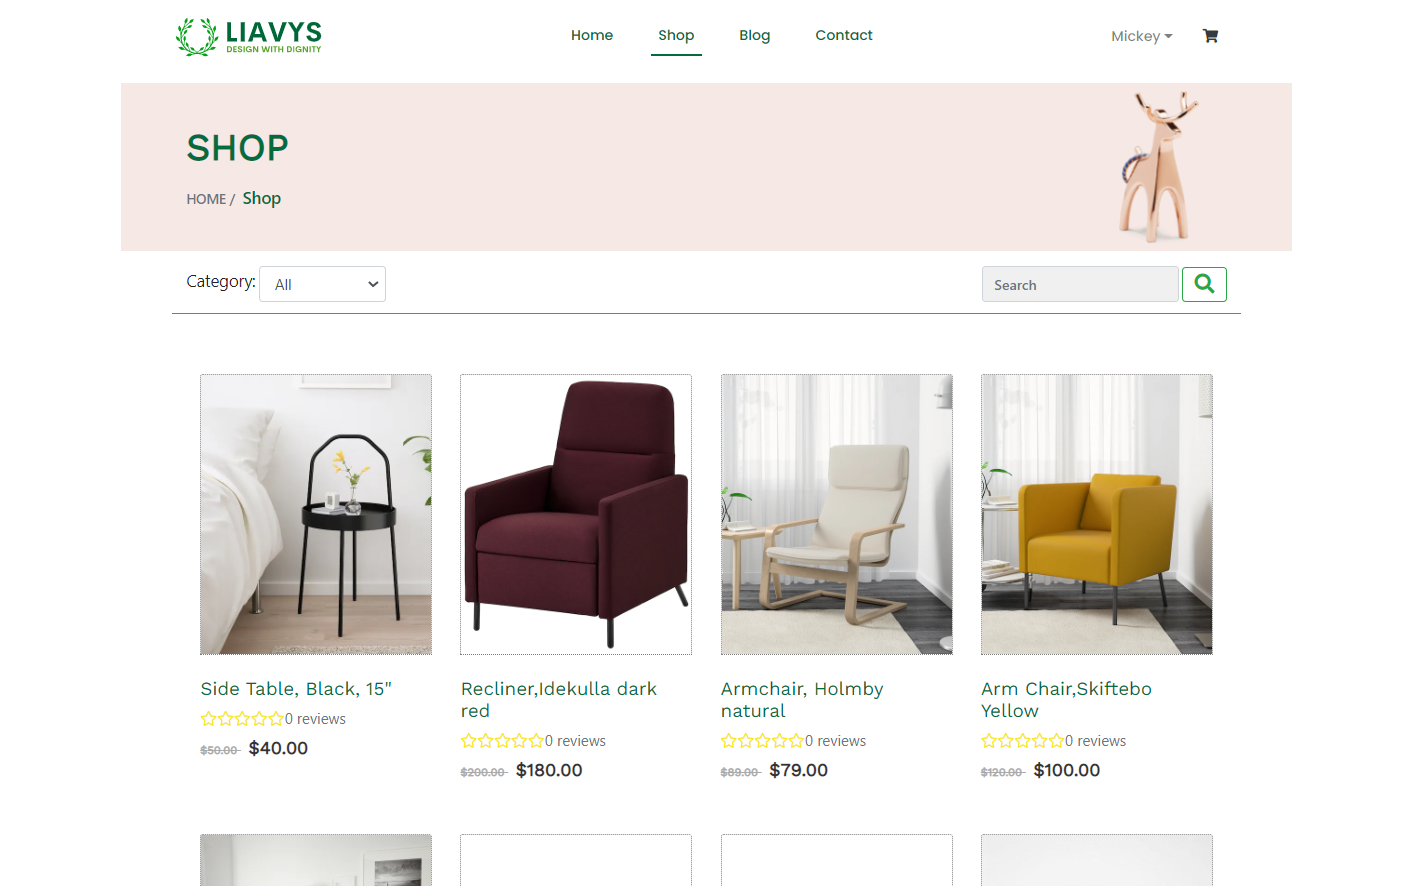 LIAVYS
DESIGN WITH DIGNITY
Home Shop Blog Contact
Mickey
SHOP
HOME / Shop
Category: All
Search
Side Table, Black, 15"
0 reviews
$50.00 $40.00
Recliner,Idekulla dark
red
0 reviews
$200.00 $180.00
Armchair, Holmby
natural
0 reviews
$89.00 $79.00
Arm Chair,Skiftebo
Yellow
0 reviews
$120.00 $100.00